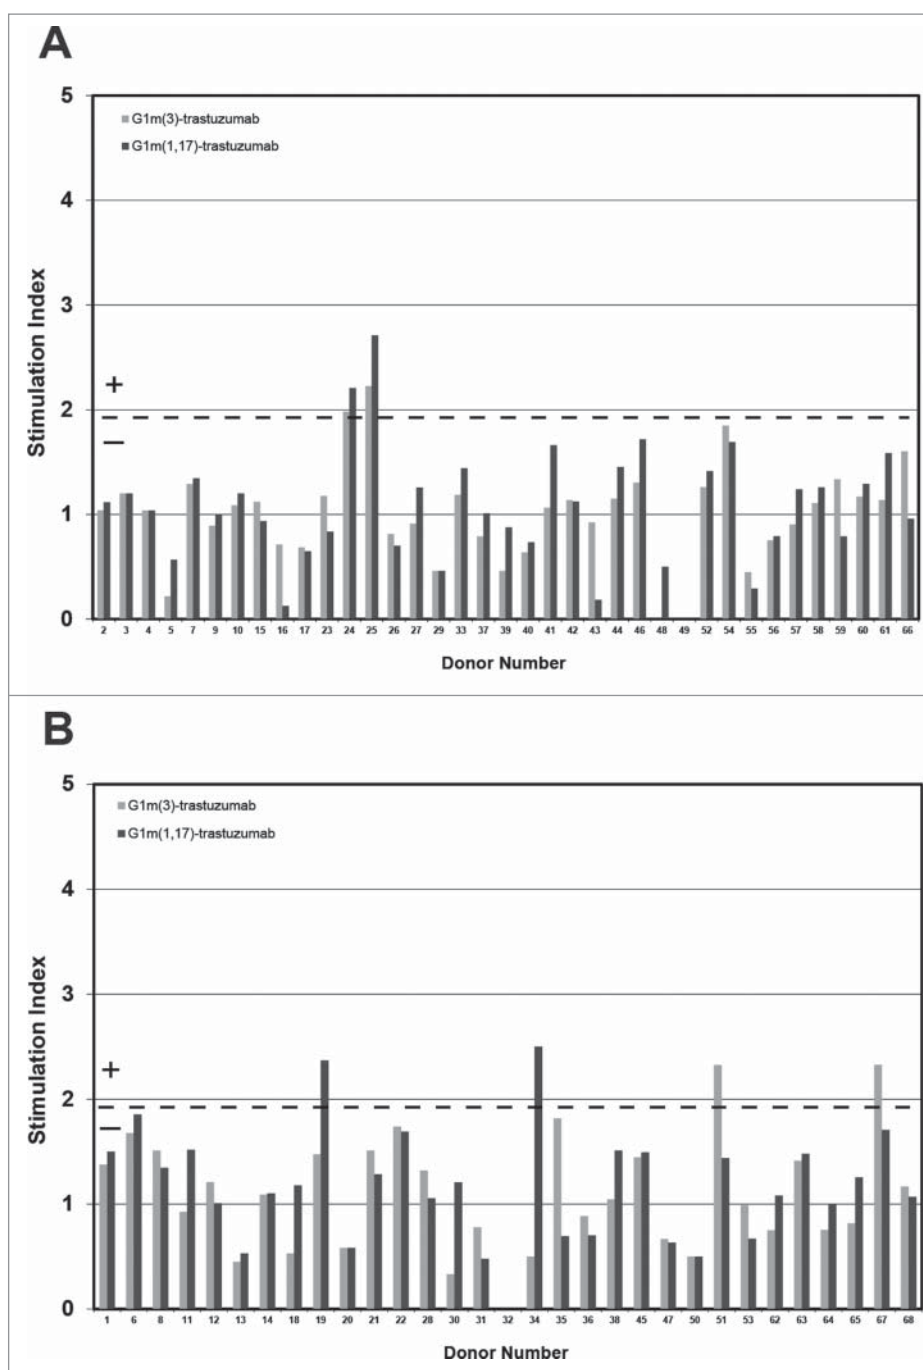 A
5
G1m(3)-trastuzumab
G1m(1,17)-trastuzumab
4
3
+
2
−
1
0
Stimulation Index
2 3 4 5 7 9 10 15 16 17 23 24 25 26 27 29 33 37 39 40 41 42 43 44 46 48 49 52 54 55 56 57 58 59 60 61 66
Donor Number
B
5
G1m(3)-trastuzumab
G1m(1,17)-trastuzumab
4
3
+
2
−
1
0
Stimulation Index
1 6 8 11 12 13 14 18 19 20 21 22 28 30 31 32 34 35 36 38 45 47 50 51 53 62 63 64 65 67 68
Donor Number